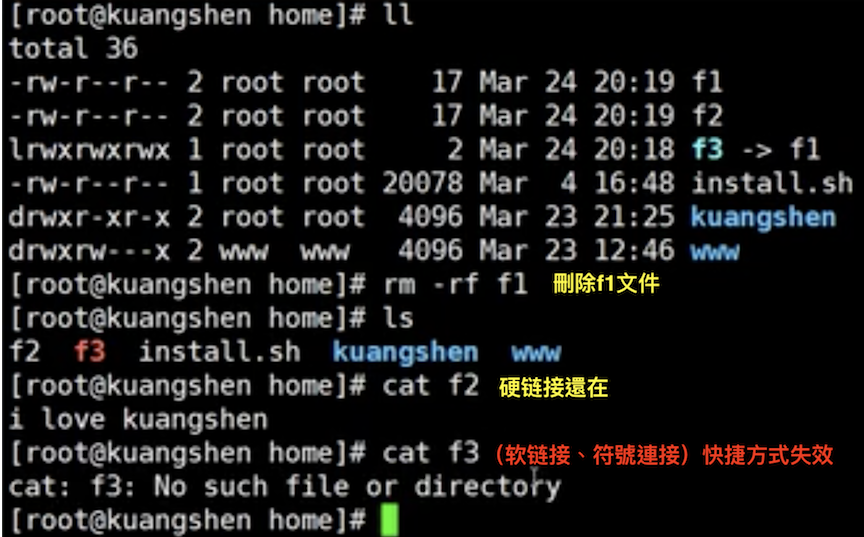 [root@kuangshen home]# ll
total 36
-rw-r--r-- 2 root root    17 Mar 24 20:19 f1
-rw-r--r-- 2 root root    17 Mar 24 20:19 f2
lrwxrwxrwx 1 root root     2 Mar 24 20:18 f3 -> f1
-rw-r--r-- 1 root root 20078 Mar  4 16:48 install.sh
drwxr-xr-x 2 root root  4096 Mar 23 21:25 kuangshen
drwxrw---x 2 www  www   4096 Mar 23 12:46 www
[root@kuangshen home]# rm -rf f1 刪除f1文件
[root@kuangshen home]# ls
f2  f3  install.sh  kuangshen  www
[root@kuangshen home]# cat f2 硬链接還在
i love kuangshen
[root@kuangshen home]# cat f3（软链接、符號連接）快捷方式失效
cat: f3: No such file or directory
[root@kuangshen home]#